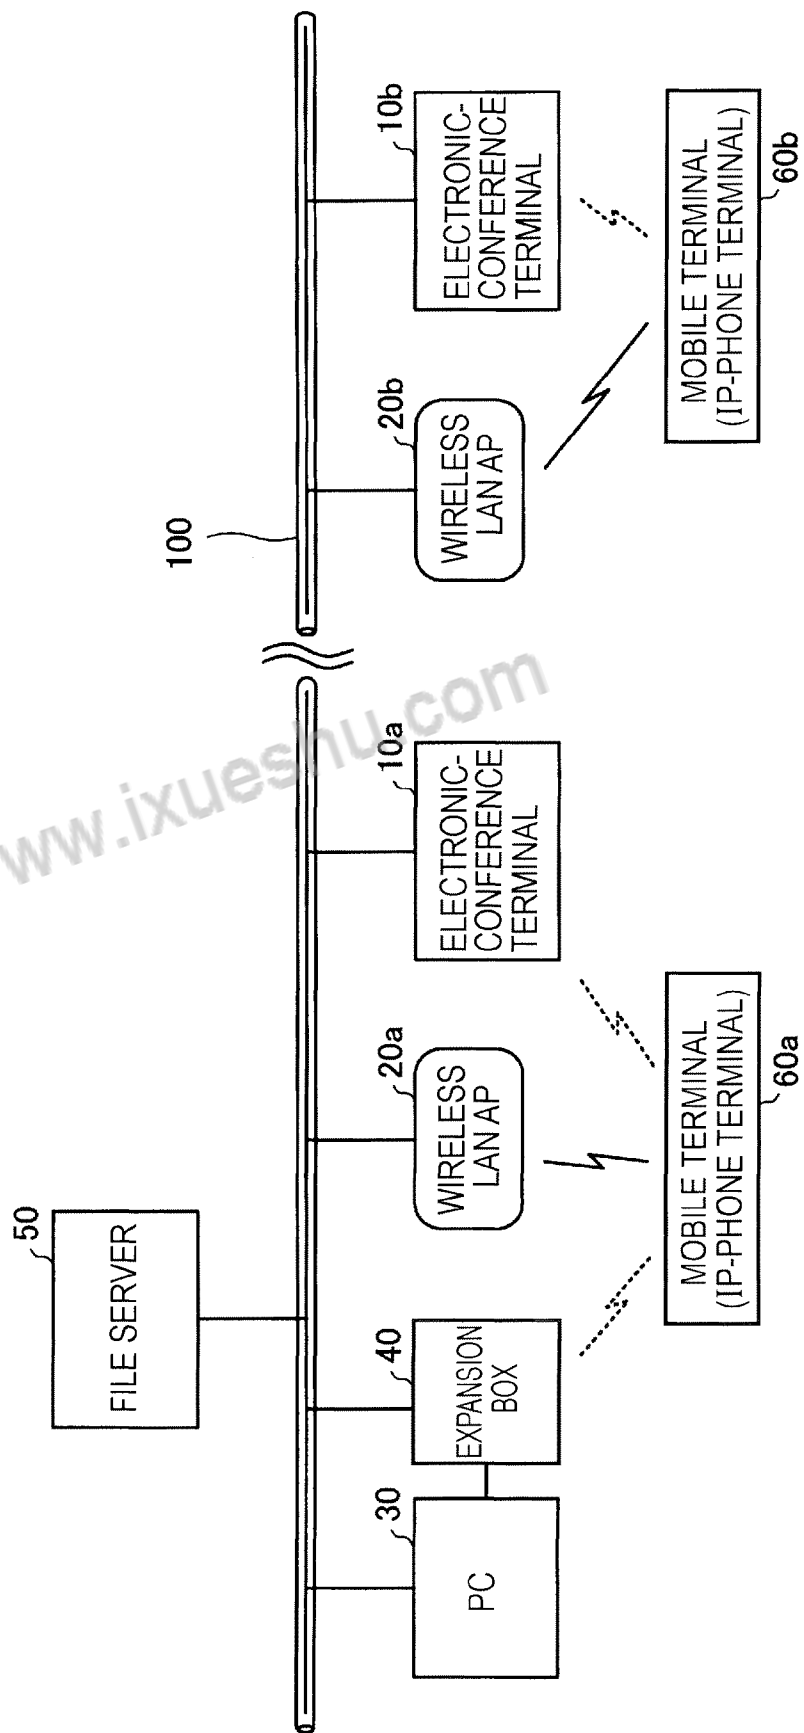 50
FILE SERVER
100
30
PC
40
EXPANSION
BOX
20a
WIRELESS
LAN AP
10a
ELECTRONIC-
CONFERENCE
TERMINAL
20b
WIRELESS
LAN AP
10b
ELECTRONIC-
CONFERENCE
TERMINAL
MOBILE TERMINAL
(IP-PHONE TERMINAL)
60a
MOBILE TERMINAL
(IP-PHONE TERMINAL)
60b
ww.ixueshu.com